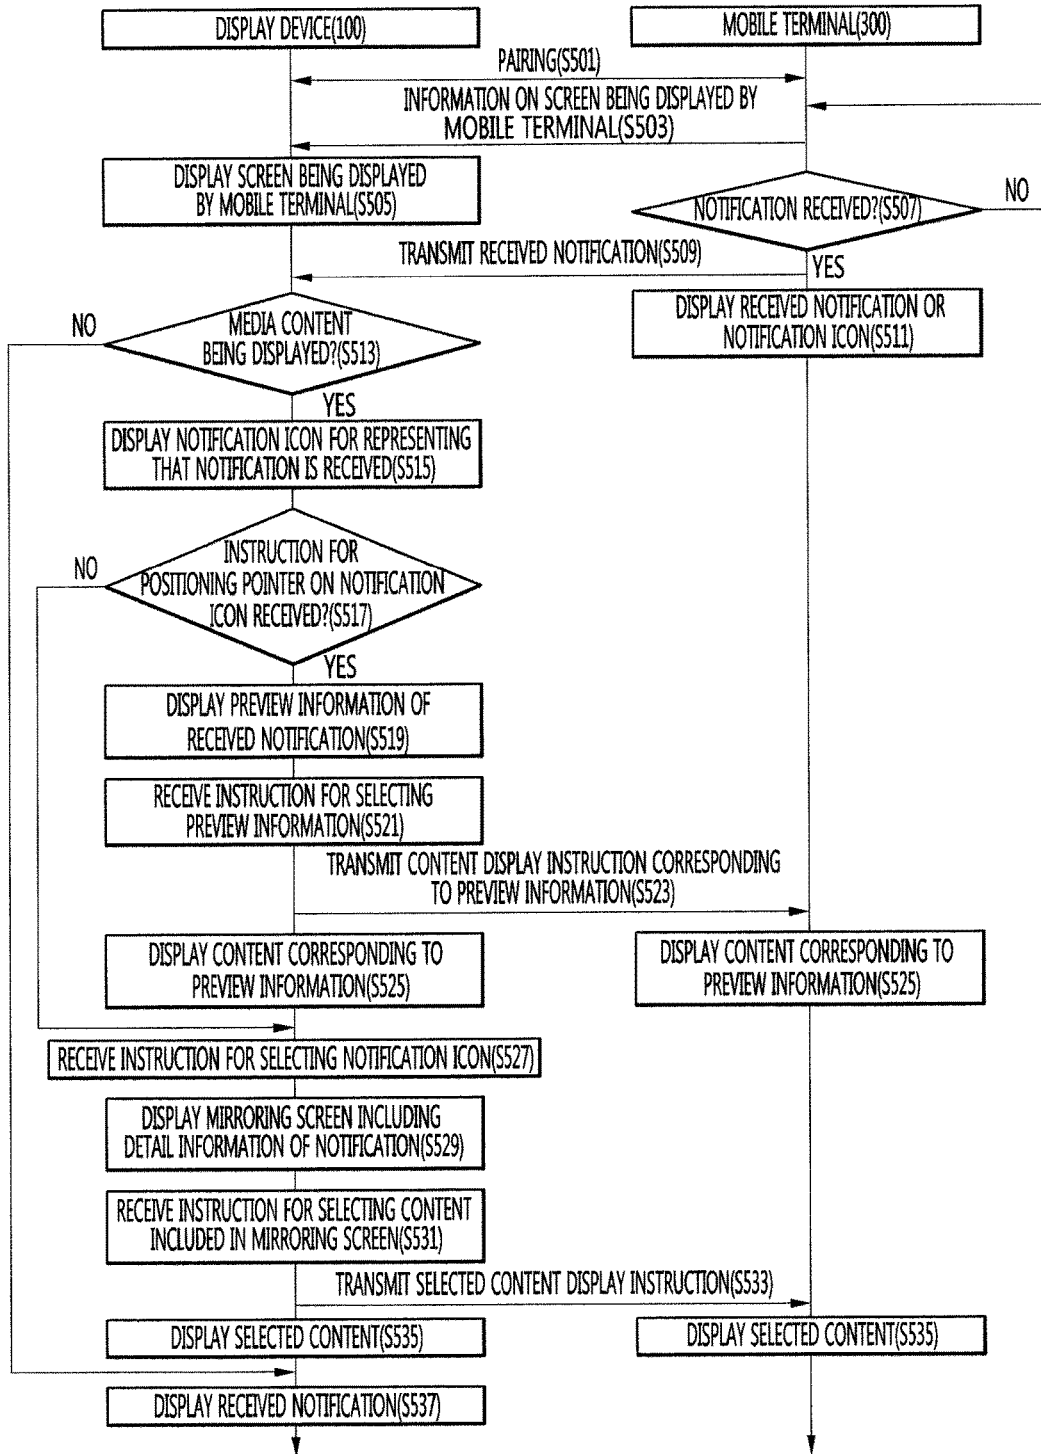 DISPLAY DEVICE(100)
MOBILE TERMINAL(300)
PAIRING(S501)
INFORMATION ON SCREEN BEING DISPLAYED BY
MOBILE TERMINAL(S503)
DISPLAY SCREEN BEING DISPLAYED
BY MOBILE TERMINAL(S505)
NOTIFICATION RECEIVED?(S507)
NO
TRANSMIT RECEIVED NOTIFICATION(S509)
YES
DISPLAY RECEIVED NOTIFICATION OR
NOTIFICATION ICON(S511)
NO
MEDIA CONTENT
BEING DISPLAYED?(S513)
YES
DISPLAY NOTIFICATION ICON FOR REPRESENTING
THAT NOTIFICATION IS RECEIVED(S515)
NO
INSTRUCTION FOR
POSITIONING POINTER ON NOTIFICATION
ICON RECEIVED?(S517)
YES
DISPLAY PREVIEW INFORMATION OF
RECEIVED NOTIFICATION(S519)
RECEIVE INSTRUCTION FOR SELECTING
PREVIEW INFORMATION(S521)
TRANSMIT CONTENT DISPLAY INSTRUCTION CORRESPONDING
TO PREVIEW INFORMATION(S523)
DISPLAY CONTENT CORRESPONDING TO
PREVIEW INFORMATION(S525)
DISPLAY CONTENT CORRESPONDING TO
PREVIEW INFORMATION(S525)
RECEIVE INSTRUCTION FOR SELECTING NOTIFICATION ICON(S527)
DISPLAY MIRRORING SCREEN INCLUDING
DETAIL INFORMATION OF NOTIFICATION(S529)
RECEIVE INSTRUCTION FOR SELECTING CONTENT
INCLUDED IN MIRRORING SCREEN(S531)
TRANSMIT SELECTED CONTENT DISPLAY INSTRUCTION(S533)
DISPLAY SELECTED CONTENT(S535)
DISPLAY SELECTED CONTENT(S535)
DISPLAY RECEIVED NOTIFICATION(S537)